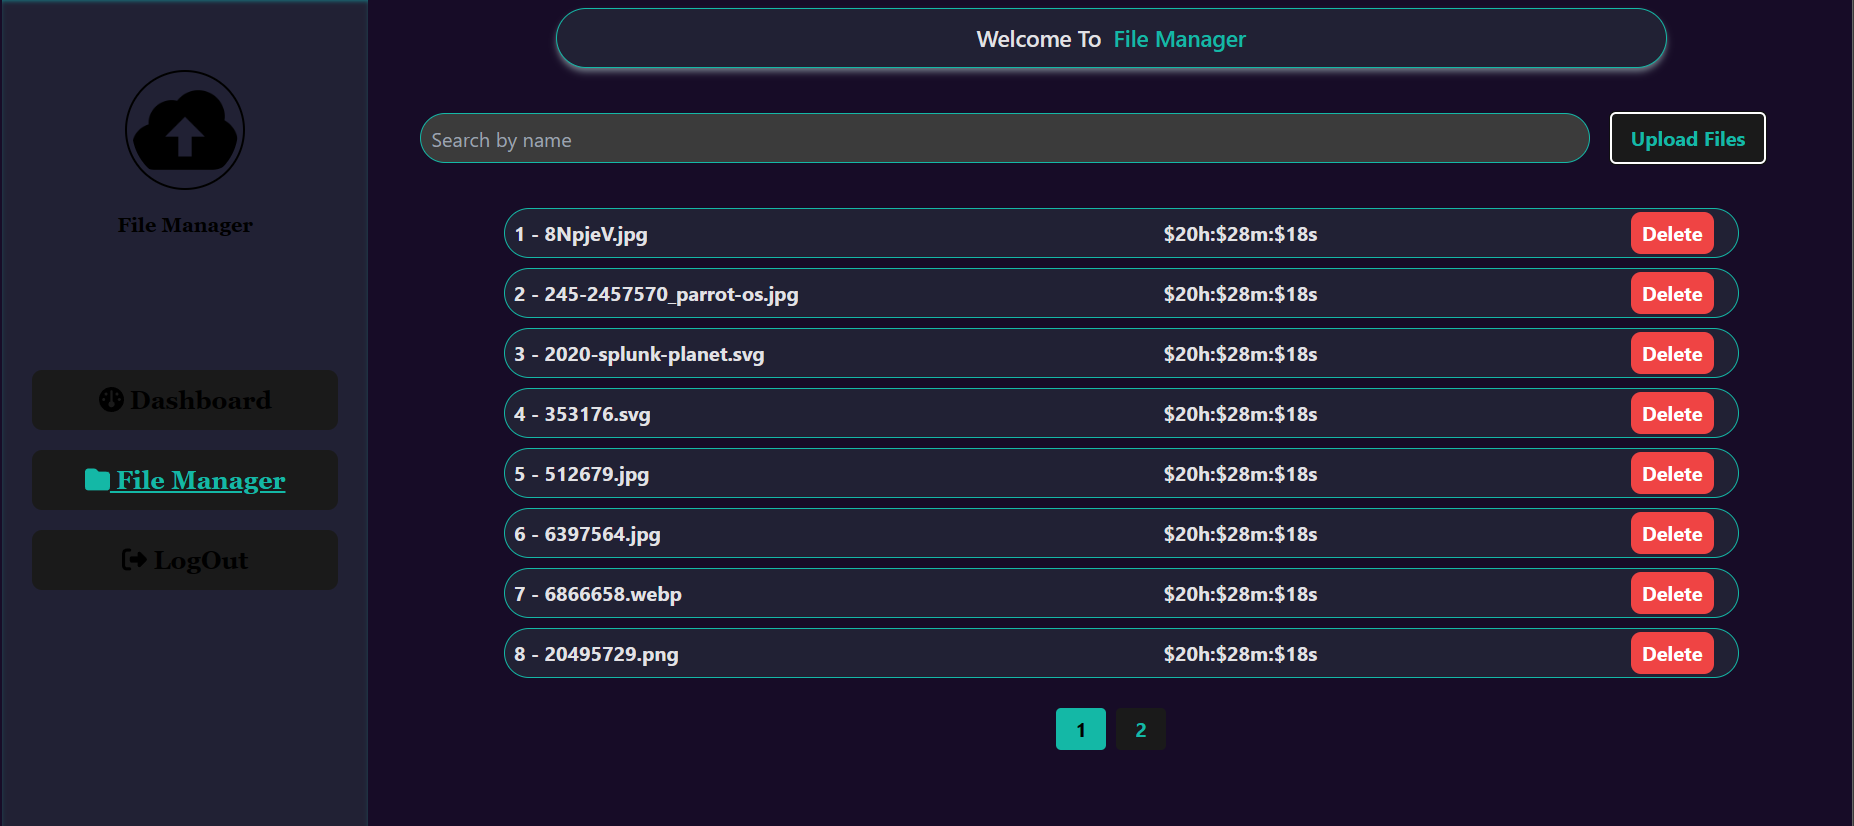 File Manager
Dashboard
File Manager
LogOut
Welcome To File Manager
Search by name
Upload Files
1 - 8NpjeV.jpg $20h:$28m:$18s Delete
2 - 245-2457570_parrot-os.jpg $20h:$28m:$18s Delete
3 - 2020-splunk-planet.svg $20h:$28m:$18s Delete
4 - 353176.svg $20h:$28m:$18s Delete
5 - 512679.jpg $20h:$28m:$18s Delete
6 - 6397564.jpg $20h:$28m:$18s Delete
7 - 6866658.webp $20h:$28m:$18s Delete
8 - 20495729.png $20h:$28m:$18s Delete
1 2